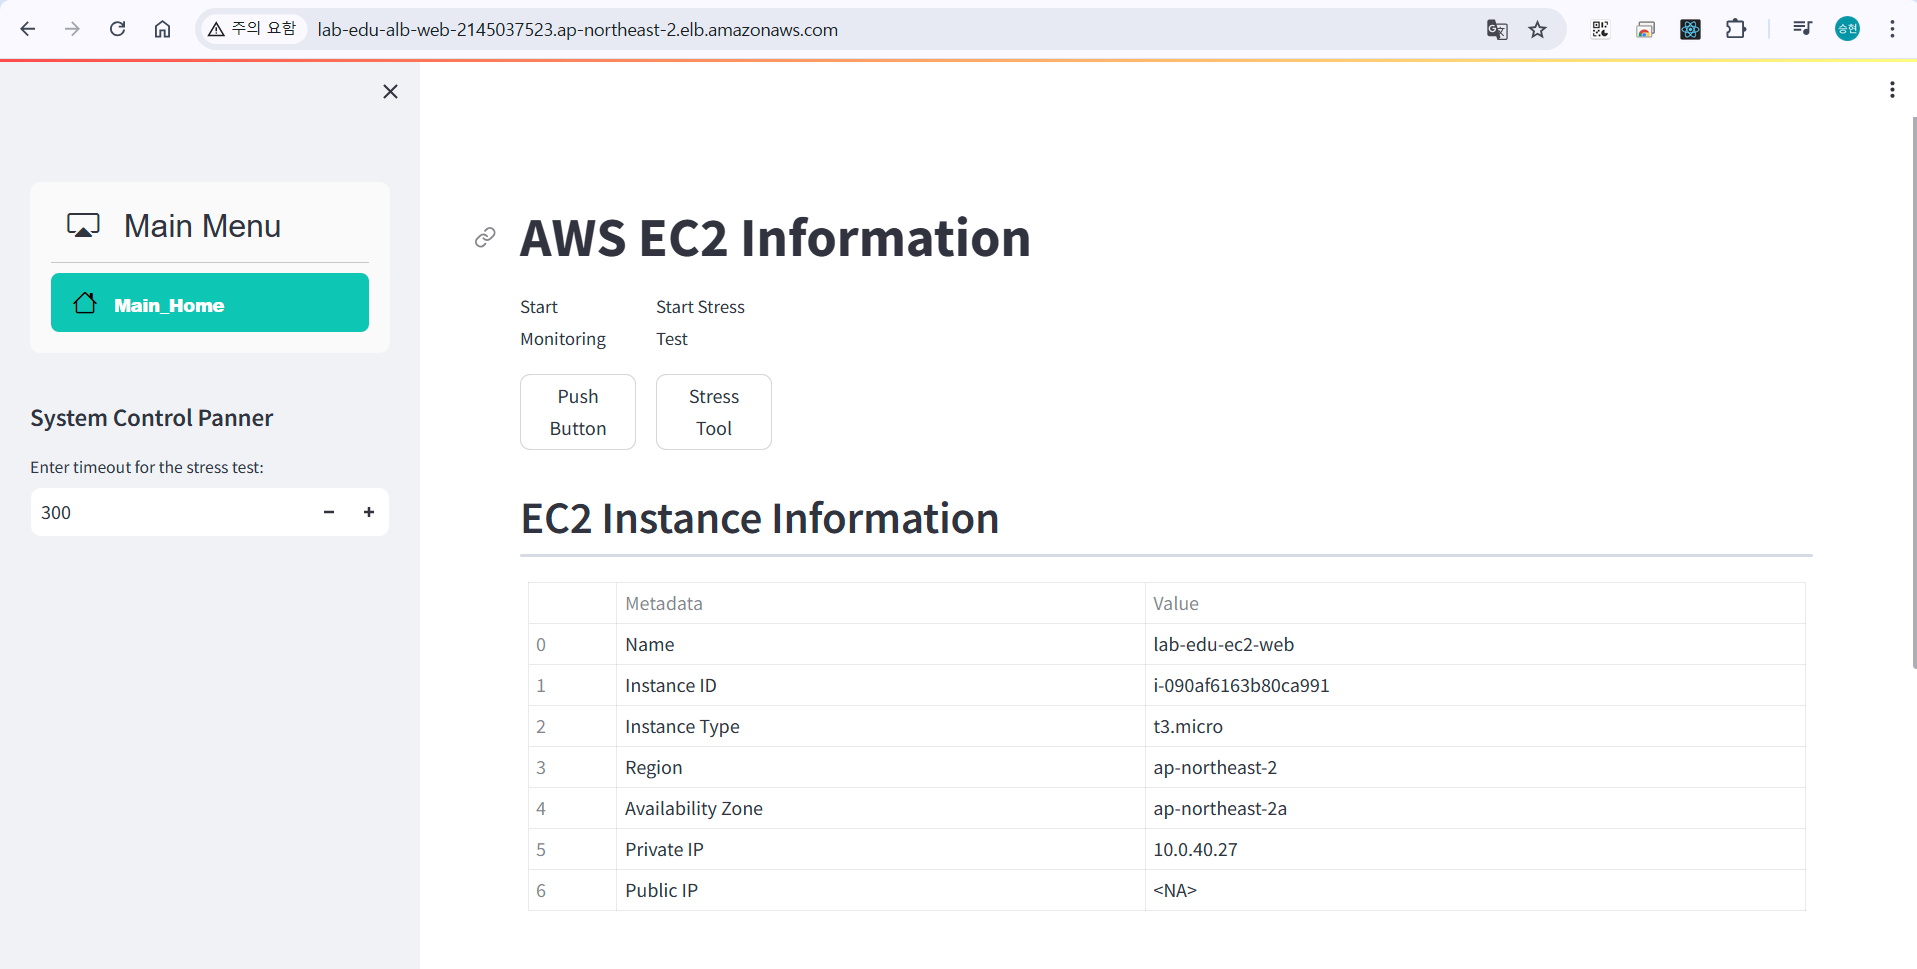 주의 요함
lab-edu-alb-web-2145037523.ap-northeast-2.elb.amazonaws.com
승현
Main Menu
Main_Home
System Control Panner
Enter timeout for the stress test:
300
AWS EC2 Information
Start Monitoring
Start Stress Test
Push Button
Stress Tool
EC2 Instance Information
Metadata Value
0 Name lab-edu-ec2-web
1 Instance ID i-090af6163b80ca991
2 Instance Type t3.micro
3 Region ap-northeast-2
4 Availability Zone ap-northeast-2a
5 Private IP 10.0.40.27
6 Public IP <NA>